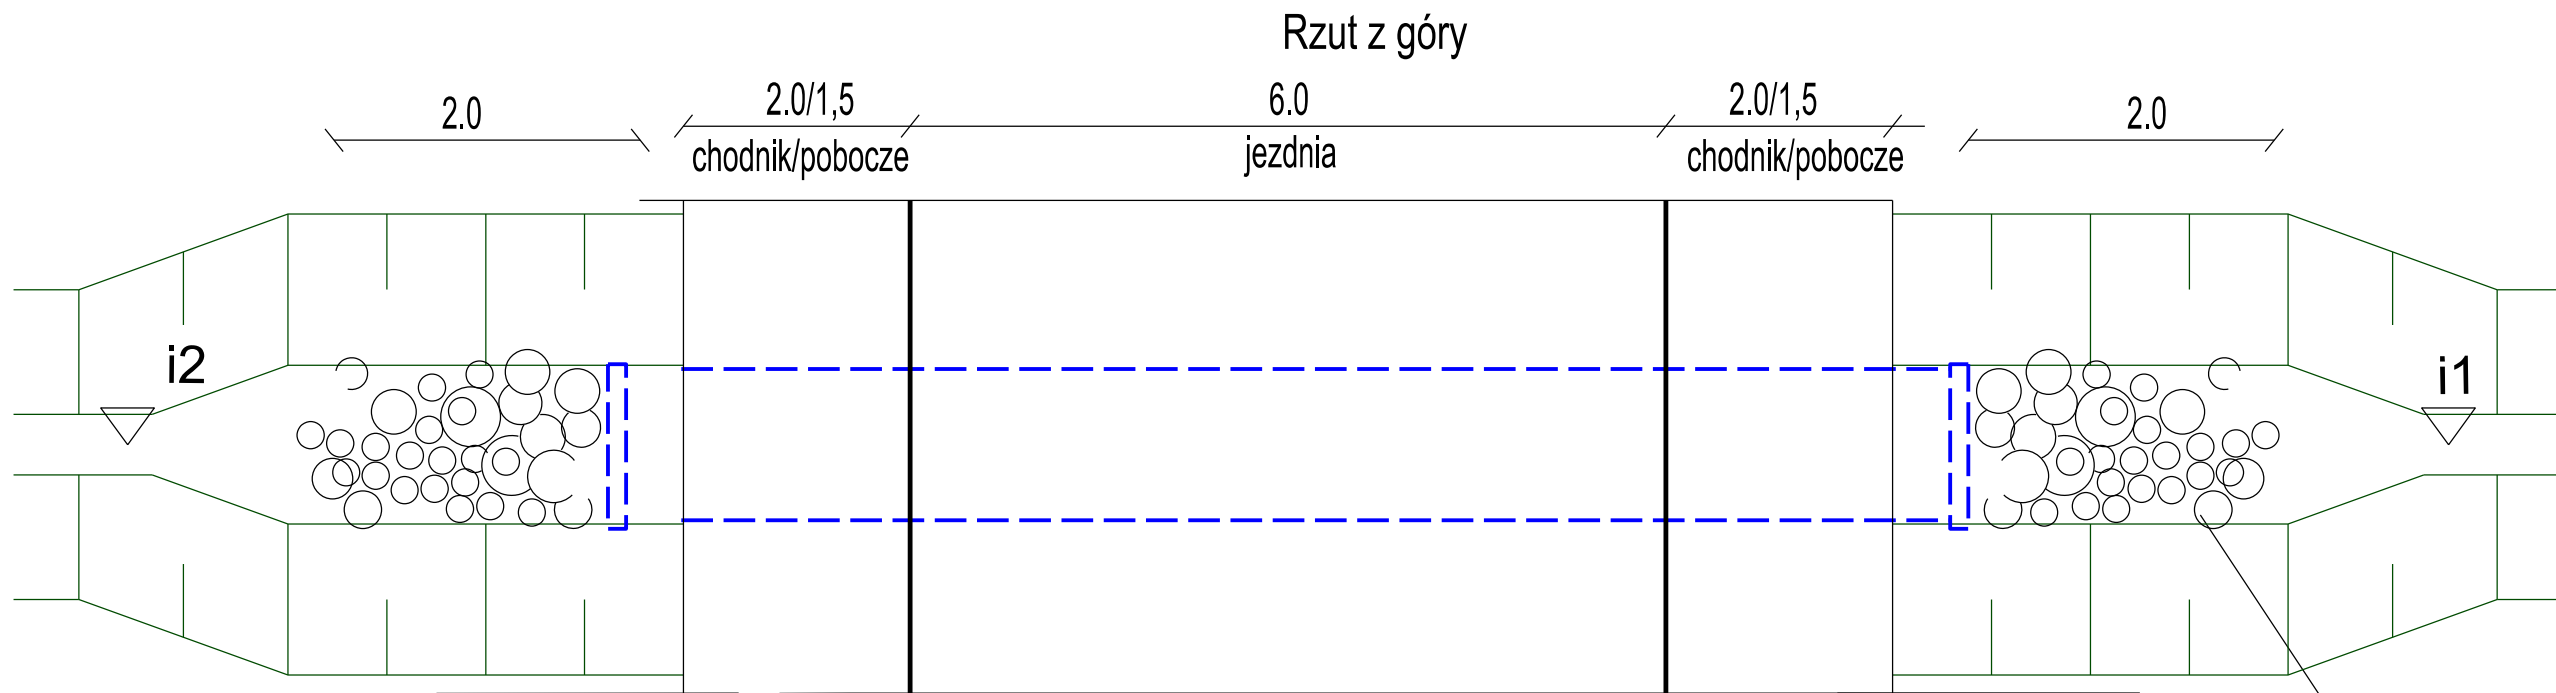 Rzut z góry
2.0
2.0/1,5
6.0
2.0/1,5
2.0
chodnik/pobocze
jezdnia
chodnik/pobocze
i2
i1